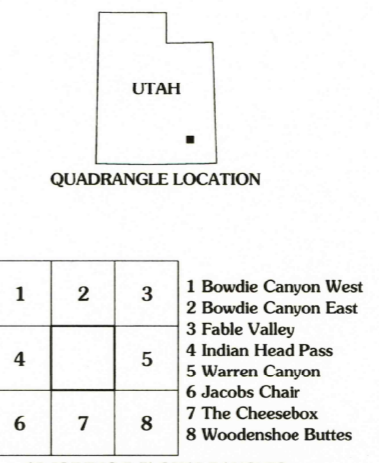 UTAH
QUADRANGLE LOCATION
1 2 3
4 5
6 7 8
1 Bowdie Canyon West
2 Bowdie Canyon East
3 Fable Valley
4 Indian Head Pass
5 Warren Canyon
6 Jacobs Chair
7 The Cheesebox
8 Woodenshoe Buttes